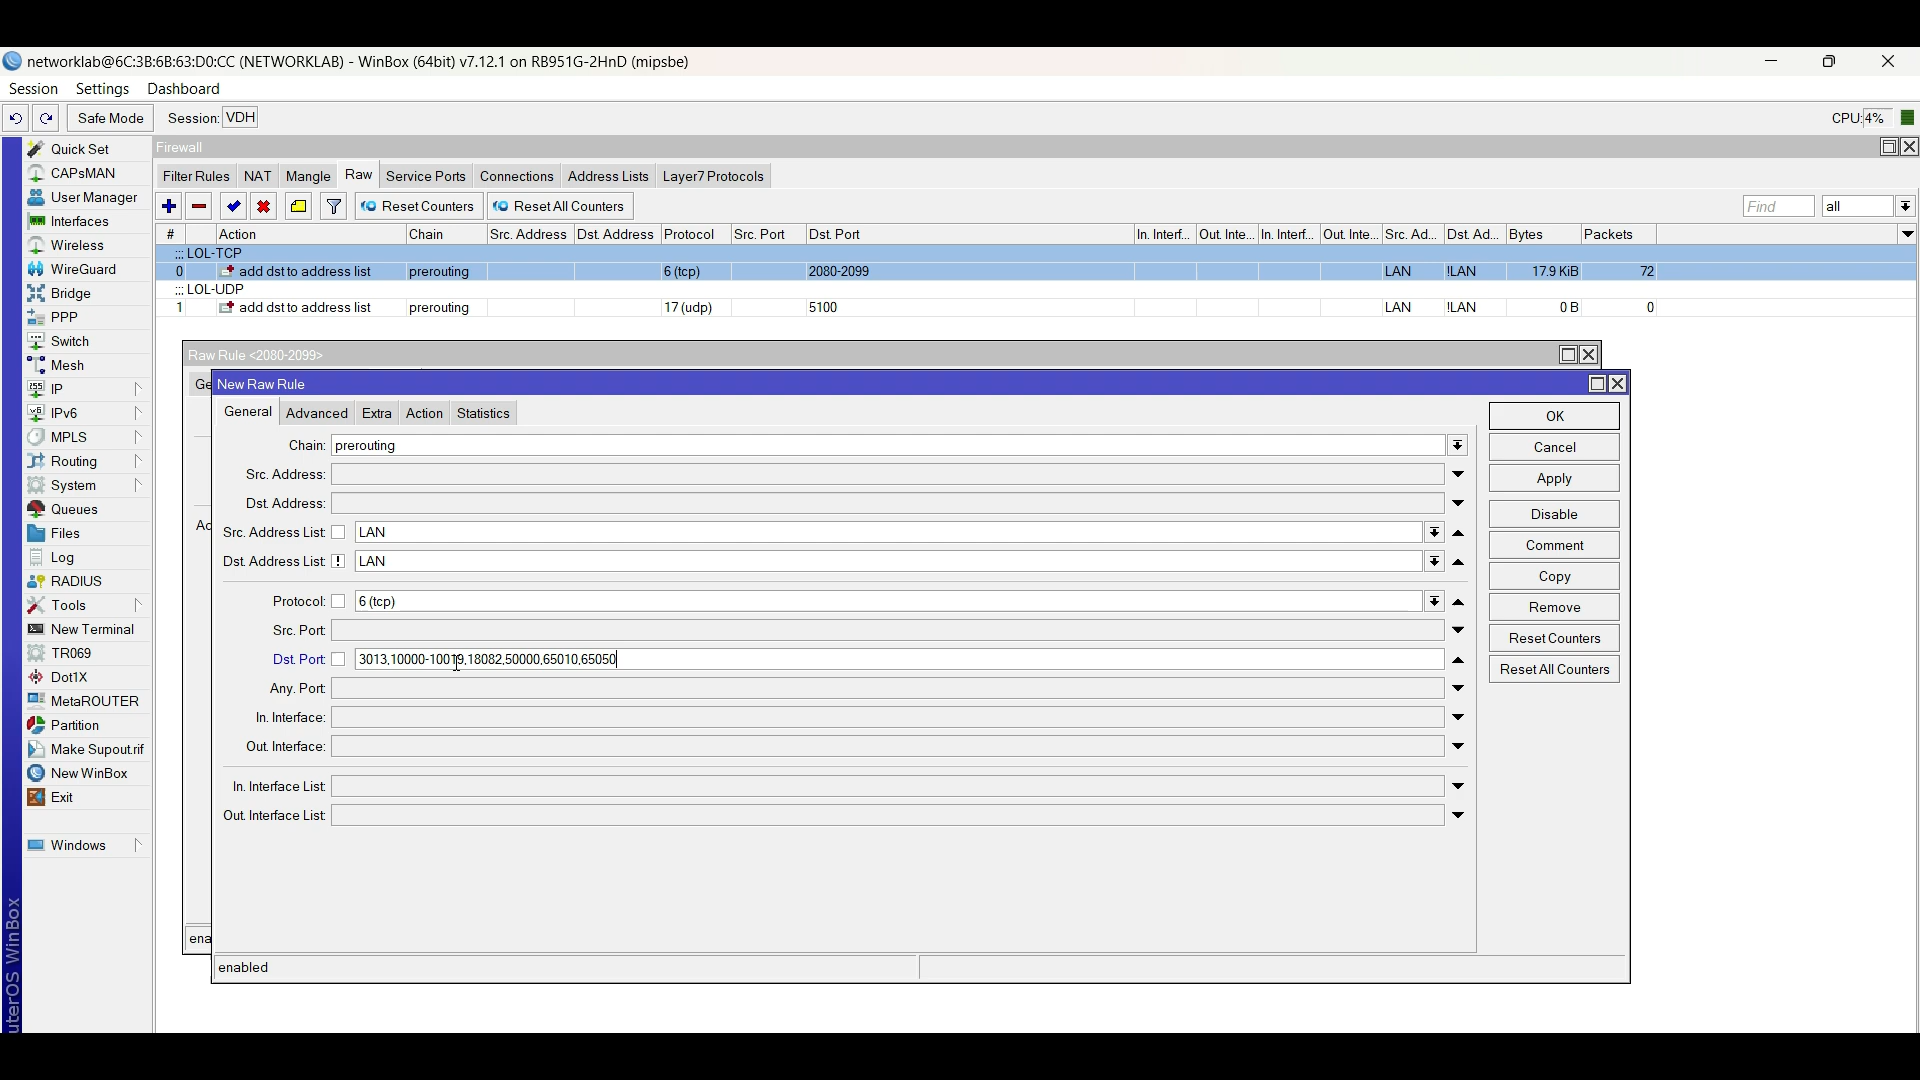 networklab@6C:3B:6B:63:D0:CC (NETWORKLAB) - WinBox (64bit) v7.12.1 on RB951G-2HnD (mipsbe)
Session Settings Dashboard
Safe Mode Session: VDH CPU: 4%
Firewall
Filter Rules NAT Mangle Raw Service Ports Connections Address Lists Layer7 Protocols
Reset Counters Reset All Counters Find all
# Action Chain Src. Address Dst. Address Protocol Src. Port Dst. Port In. Interf... Out. Inte... In. Interf... Out. Inte... Src. Ad... Dst. Ad... Bytes Packets
::: LOL-TCP
0 add dst to address list prerouting 6 (tcp) 2080-2099 LAN !LAN 17.9 KiB 72
::: LOL-UDP
1 add dst to address list prerouting 17 (udp) 5100 LAN !LAN 0 B 0
Quick Set
CAPsMAN
User Manager
Interfaces
Wireless
WireGuard
Bridge
PPP
Switch
Mesh
255 IP
v6 IPv6
MPLS
Routing
System
Queues
Files
Log
RADIUS
Tools
New Terminal
TR069
Dot1X
MetaROUTER
Partition
Make Supout.rif
New WinBox
Exit
Windows
uterOS WinBox
Raw Rule <2080-2099>
Ge
Ac
ena
New Raw Rule
General Advanced Extra Action Statistics
Chain: prerouting
Src. Address:
Dst. Address:
Src. Address List: LAN
Dst. Address List: ! LAN
Protocol: 6 (tcp)
Src. Port:
Dst. Port: 3013,10000-10019,18082,50000,65010,65050
Any. Port:
In. Interface:
Out. Interface:
In. Interface List:
Out. Interface List:
enabled
OK
Cancel
Apply
Disable
Comment
Copy
Remove
Reset Counters
Reset All Counters